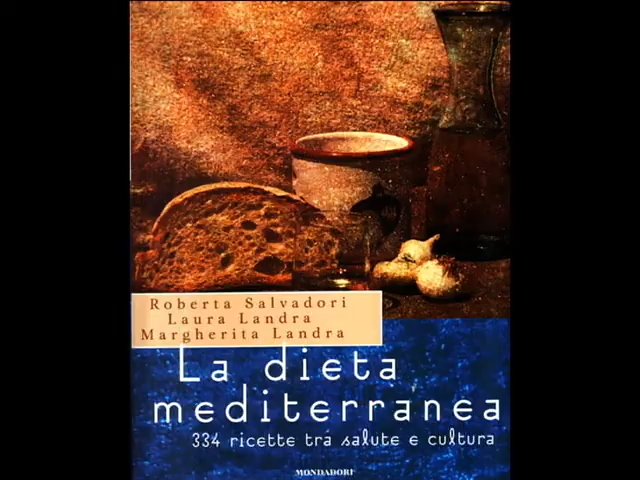 Roberta Salvadori
Laura Landra
Margherita Landra
La dieta
mediterranea
334 ricette tra salute e cultura
MONDADORI